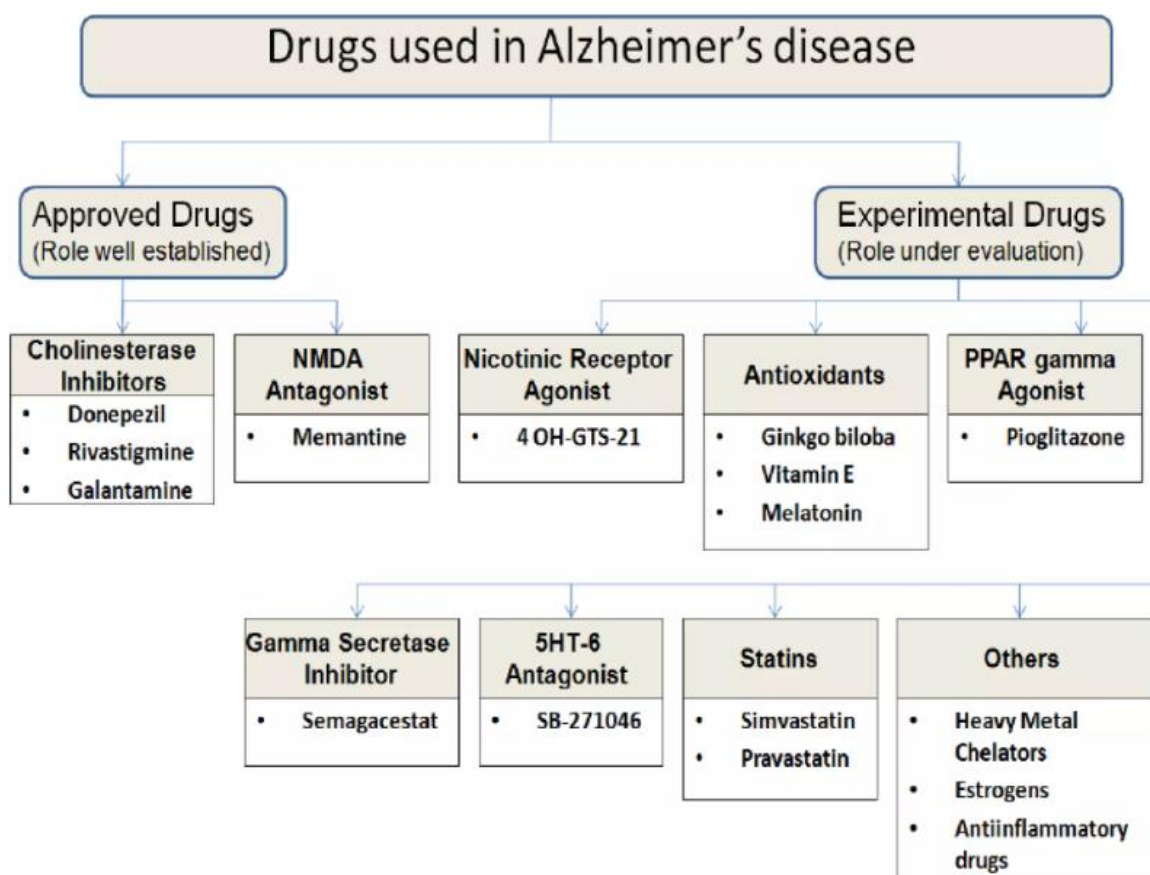 Drugs used in Alzheimer's disease
Approved Drugs
(Role well established)
Experimental Drugs
(Role under evaluation)
Cholinesterase
Inhibitors
• Donepezil
• Rivastigmine
• Galantamine
NMDA
Antagonist
• Memantine
Nicotinic Receptor
Agonist
• 4 OH-GTS-21
Antioxidants
• Ginkgo biloba
• Vitamin E
• Melatonin
PPAR gamma
Agonist
• Pioglitazone
Gamma Secretase
Inhibitor
• Semagacestat
5HT-6
Antagonist
• SB-271046
Statins
• Simvastatin
• Pravastatin
Others
• Heavy Metal
Chelators
• Estrogens
• Antiinflammatory
drugs